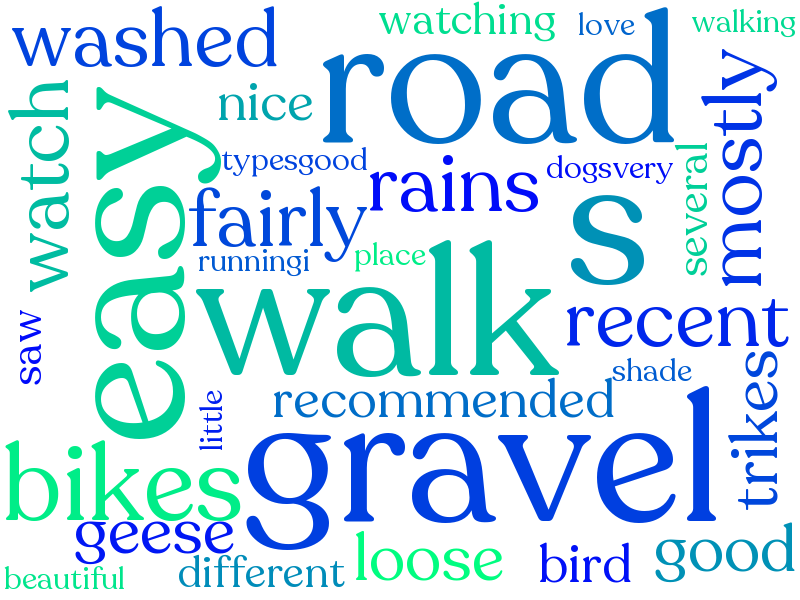 washed
watching
love
walking
road
watch
easy
nice
mostly
typesgood
rains
dogsvery
several
fairly
s
runningi
place
walk
recent
saw
shade
little
recommended
trikes
gravel
bikes
geese
loose
bird
good
beautiful
different